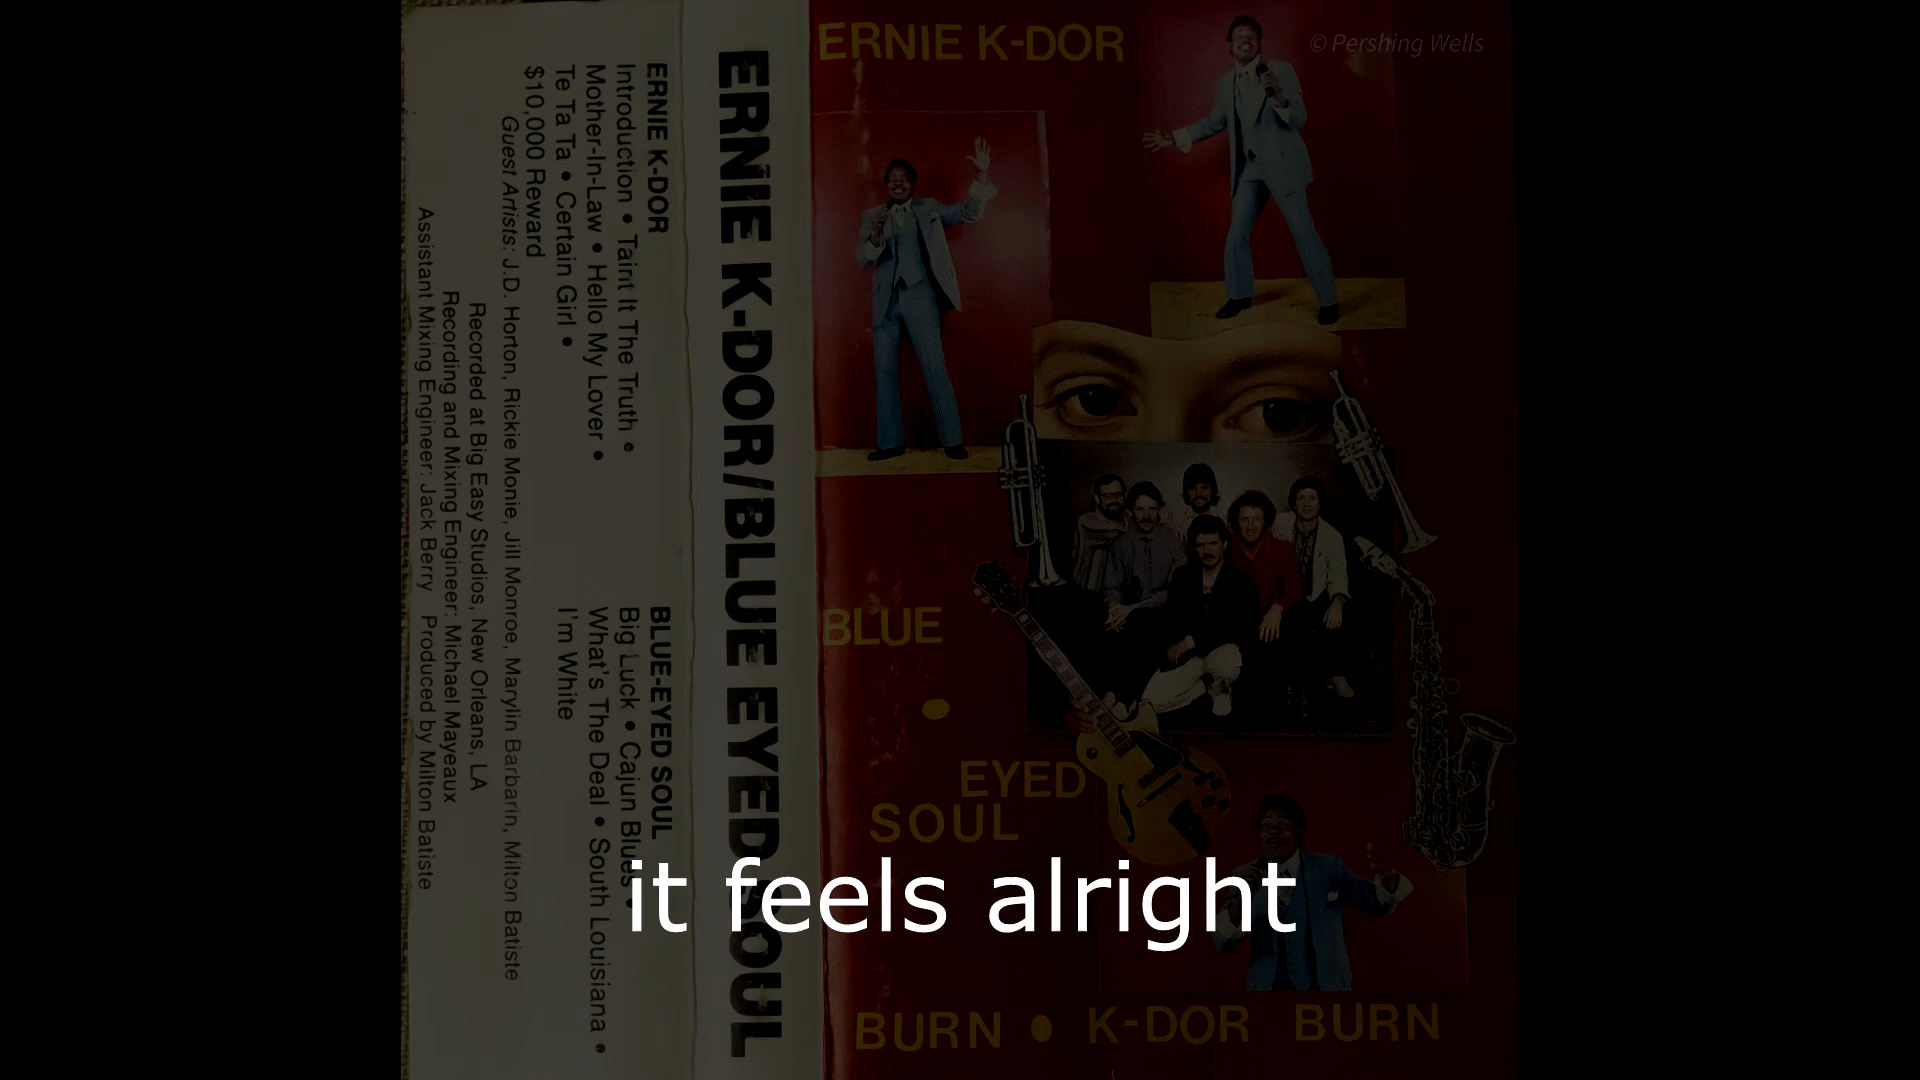 ERNIE K-DOR
Introduction • Taint It The Truth •
Mother-In-Law • Hello My Lover •
Te Ta Ta • Certain Girl •
$10,000 Reward
Guest Artists: J.D. Horton, Rickie Monie, Jill Monroe, Marylin Barbarin, Milton Batiste
Recorded at Big Easy Studios, New Orleans, LA
Recording and Mixing Engineer: Michael Mayeaux
Assistant Mixing Engineer: Jack Berry Produced by Milton Batiste
BLUE-EYED SOUL
Big Luck • Cajun Blues •
What's The Deal • South Louisiana •
I'm White
ERNIE K-DOR/BLUE EYED SOUL
ERNIE K-DOR
© Pershing Wells
BLUE
•
EYED
SOUL
it feels alright
BURN • K-DOR BURN